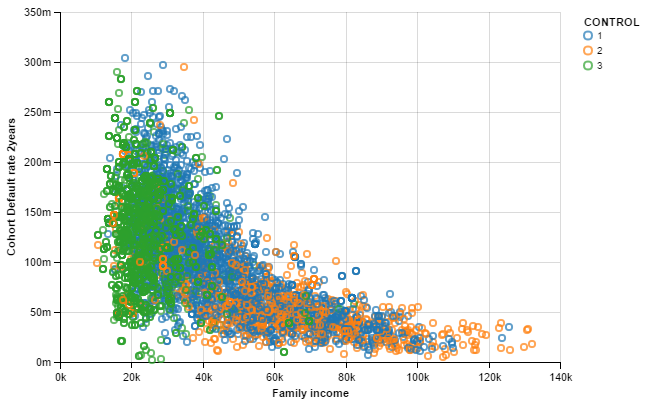 350m
300m
250m
200m
150m
100m
50m
0m
Cohort Default rate 2years
0k 20k 40k 60k 80k 100k 120k 140k
Family income
CONTROL
1
2
3